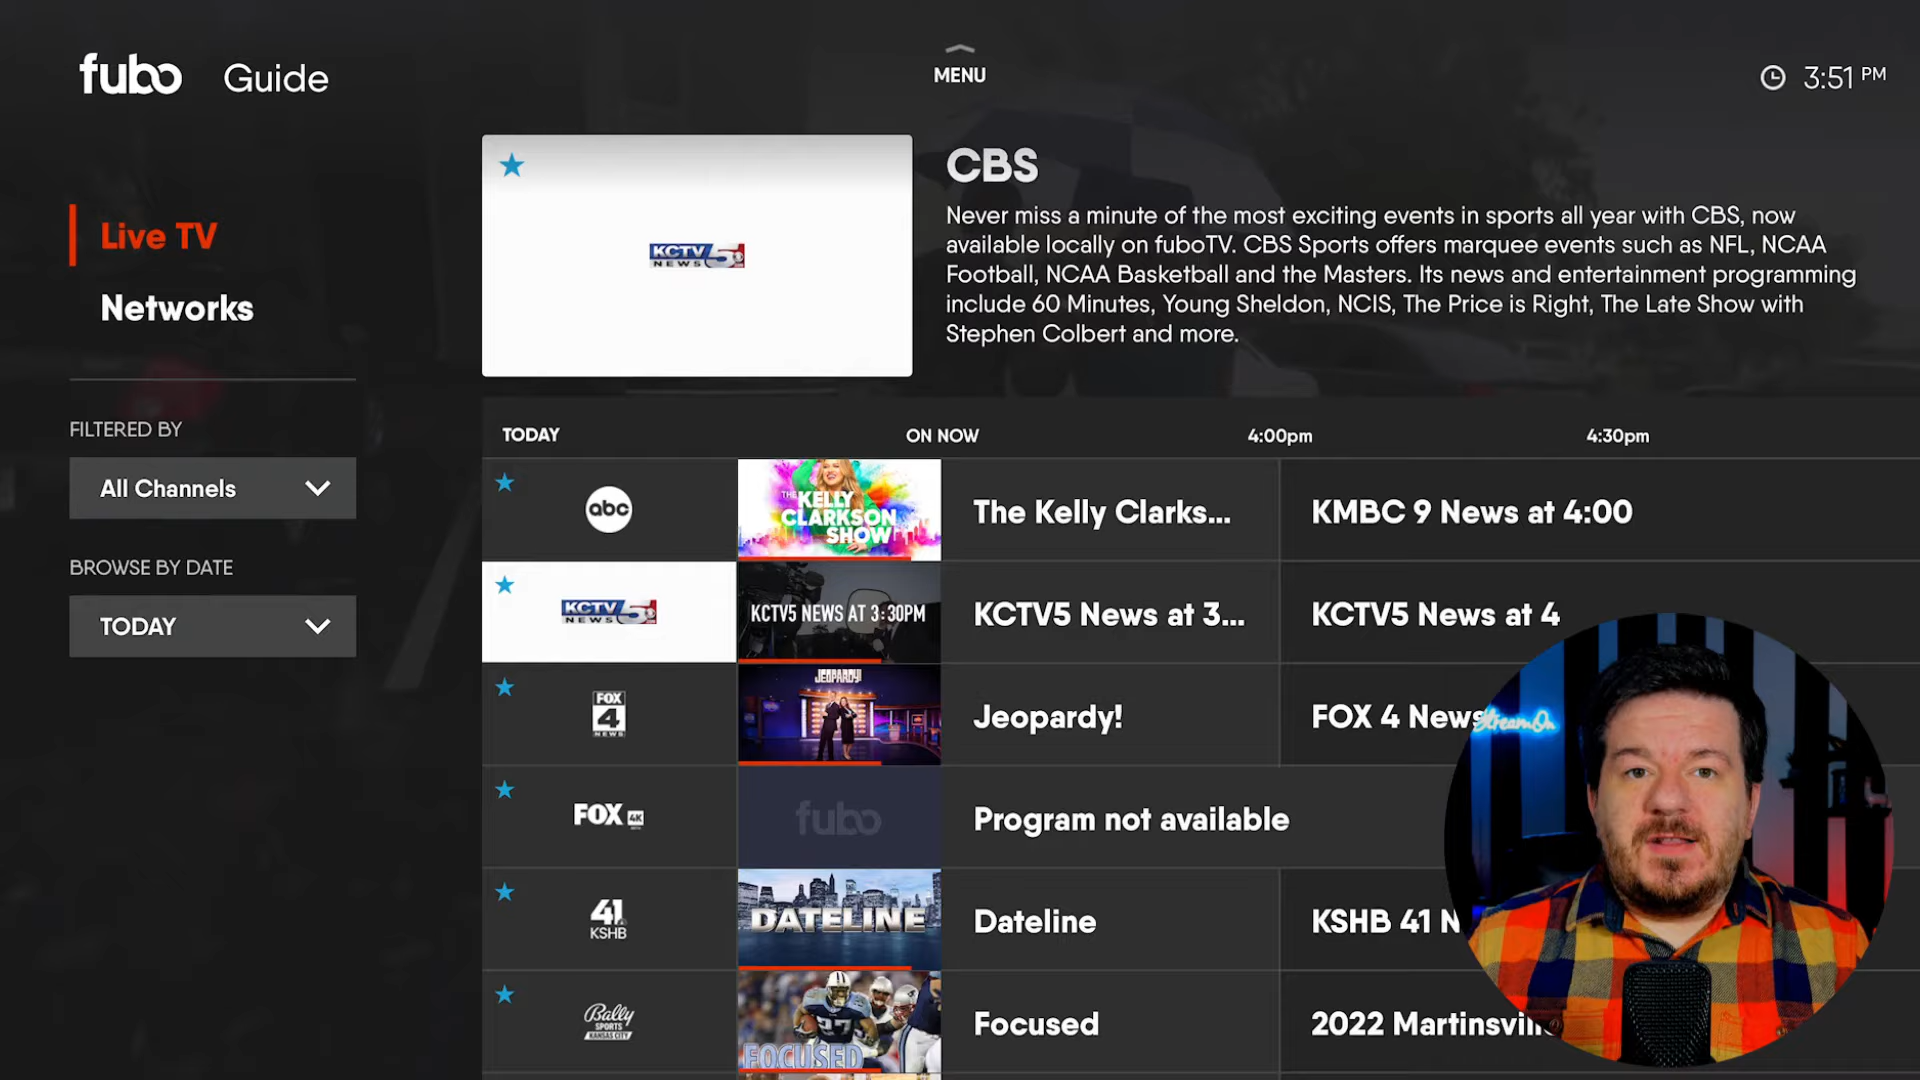 fubo Guide
MENU
3:51 PM
Live TV
Networks
FILTERED BY
All Channels
BROWSE BY DATE
TODAY
KCTV 5
NEWS
CBS
Never miss a minute of the most exciting events in sports all year with CBS, now
available locally on fuboTV. CBS Sports offers marquee events such as NFL, NCAA
Football, NCAA Basketball and the Masters. Its news and entertainment programming
include 60 Minutes, Young Sheldon, NCIS, The Price is Right, The Late Show with
Stephen Colbert and more.
TODAY ON NOW 4:00pm 4:30pm
abc
THE
KELLY
CLARKSON
SHOW
The Kelly Clarks... KMBC 9 News at 4:00
KCTV 5
NEWS
KCTV5 NEWS AT 3:30PM
KCTV5 News at 3... KCTV5 News at 4
FOX
4
NEWS
JEOPARDY!
Jeopardy! FOX 4 News
StreamOn
FOX 4K
fubo
Program not available
41
KSHB
DATELINE
Dateline KSHB 41 N
Bally
SPORTS
KANSAS CITY
27
FOCUSED
Focused 2022 Martinsvill